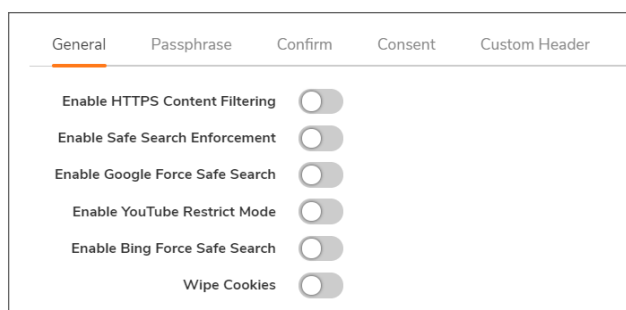 General Passphrase Confirm Consent Custom Header
Enable HTTPS Content Filtering
Enable Safe Search Enforcement
Enable Google Force Safe Search
Enable YouTube Restrict Mode
Enable Bing Force Safe Search
Wipe Cookies